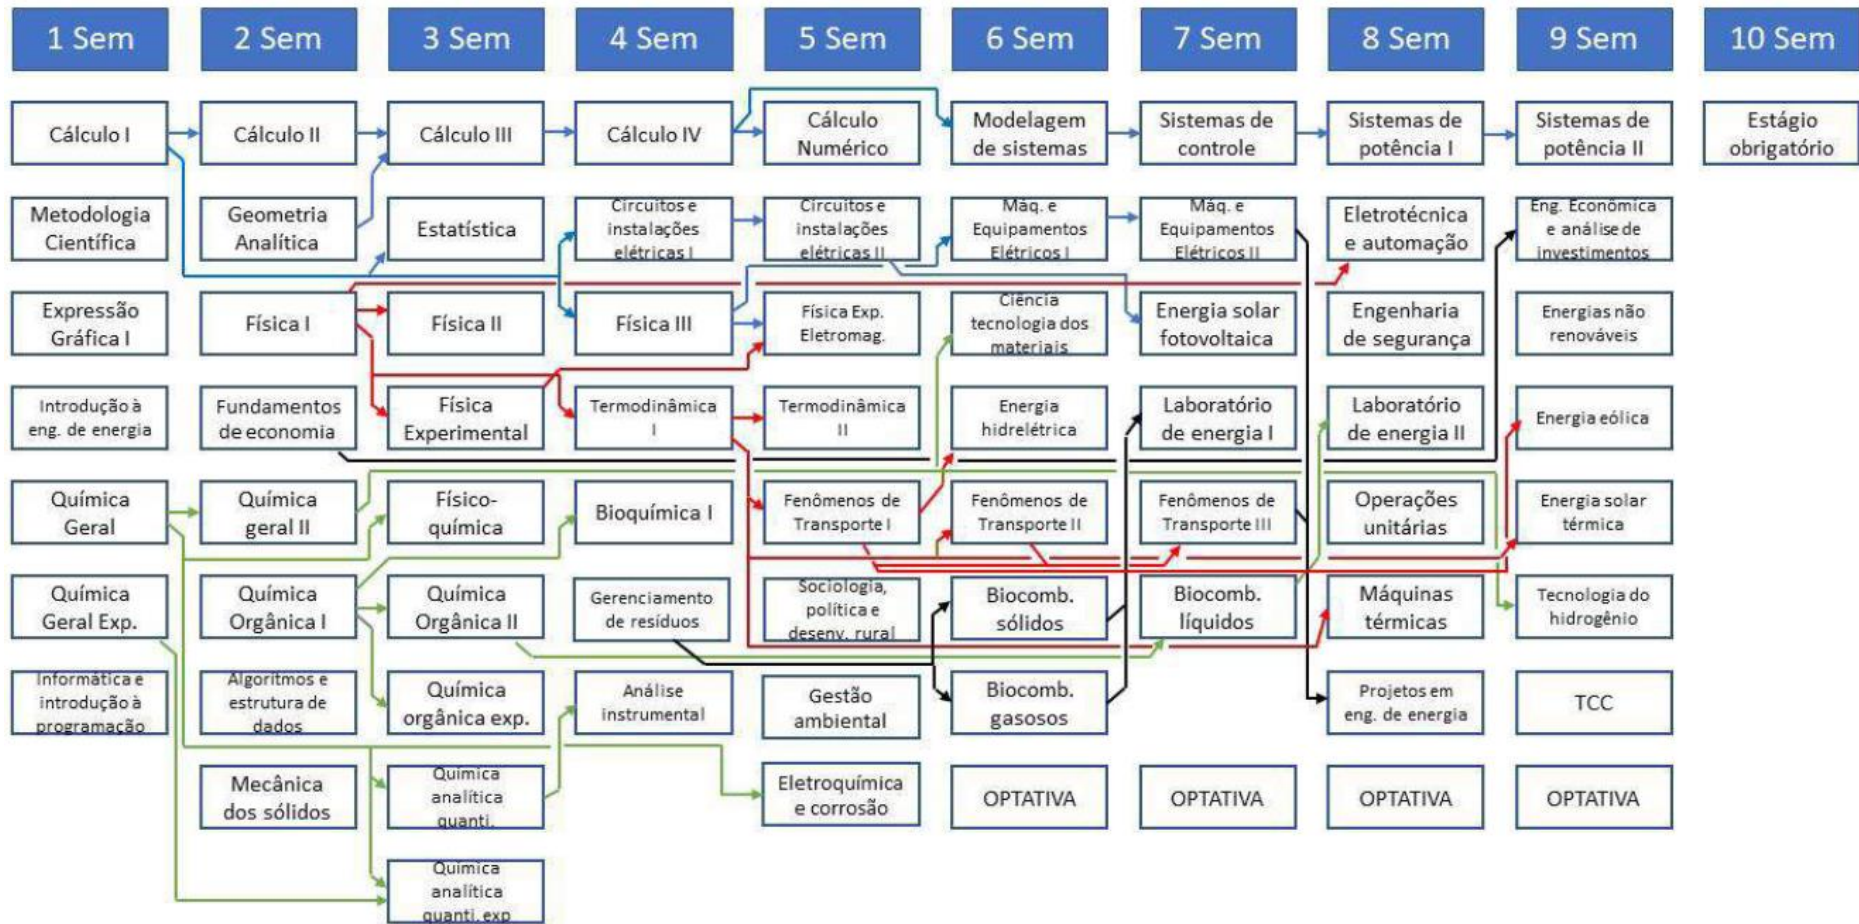 1 Sem
2 Sem
3 Sem
4 Sem
5 Sem
6 Sem
7 Sem
8 Sem
9 Sem
10 Sem
Cálculo I
Cálculo II
Cálculo III
Cálculo IV
Cálculo
Numérico
Modelagem
de sistemas
Sistemas de
controle
Sistemas de
potência I
Sistemas de
potência II
Estágio
obrigatório
Metodologia
Científica
Geometria
Analítica
Estatística
Circuitos e
instalações
elétricas I
Circuitos e
instalações
elétricas II
Máq. e
Equipamentos
Elétricos I
Máq. e
Equipamentos
Elétricos II
Eletrotécnica
e automação
Eng. Econômica
e análise de
investimentos
Expressão
Gráfica I
Física I
Física II
Física III
Física Exp.
Eletromag.
Ciência
tecnologia dos
materiais
Energia solar
fotovoltaica
Engenharia
de segurança
Energias não
renováveis
Introdução à
eng. de energia
Fundamentos
de economia
Física
Experimental
Termodinâmica
I
Termodinâmica
II
Energia
hidrelétrica
Laboratório
de energia I
Laboratório
de energia II
Energia eólica
Química
Geral
Química
geral II
Físico-
química
Bioquímica I
Fenômenos de
Transporte I
Fenômenos de
Transporte II
Fenômenos de
Transporte III
Operações
unitárias
Energia solar
térmica
Química
Geral Exp.
Química
Orgânica I
Química
Orgânica II
Gerenciamento
de resíduos
Sociologia,
política e
desenv. rural
Biocomb.
sólidos
Biocomb.
líquidos
Máquinas
térmicas
Tecnologia do
hidrogênio
Informática e
introdução à
programação
Algoritmos e
estrutura de
dados
Química
orgânica exp.
Análise
instrumental
Gestão
ambiental
Biocomb.
gasosos
Projetos em
eng. de energia
TCC
Mecânica
dos sólidos
Química
analítica
quanti.
Eletroquímica
e corrosão
OPTATIVA
OPTATIVA
OPTATIVA
OPTATIVA
Química
analítica
quanti. exp